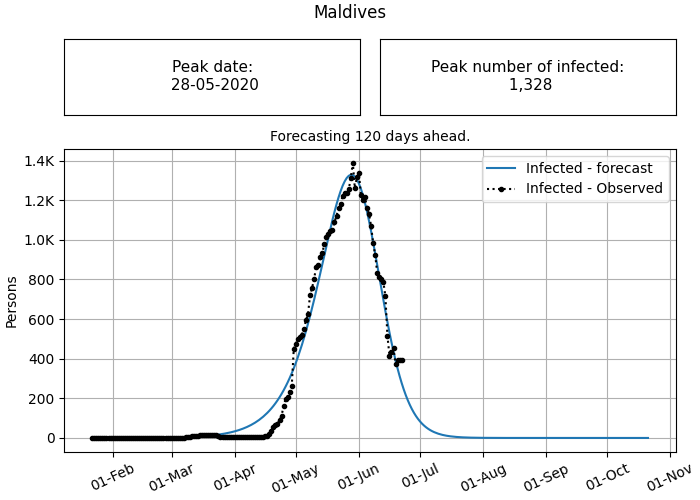 Maldives
Peak date:
28-05-2020
Peak number of infected:
1,328
Forecasting 120 days ahead.
Infected - forecast
Infected - Observed
1.4K
1.2K
1.0K
800
600
400
200
0
Persons
01-Feb
01-Mar
01-Apr
01-May
01-Jun
01-Jul
01-Aug
01-Sep
01-Oct
01-Nov